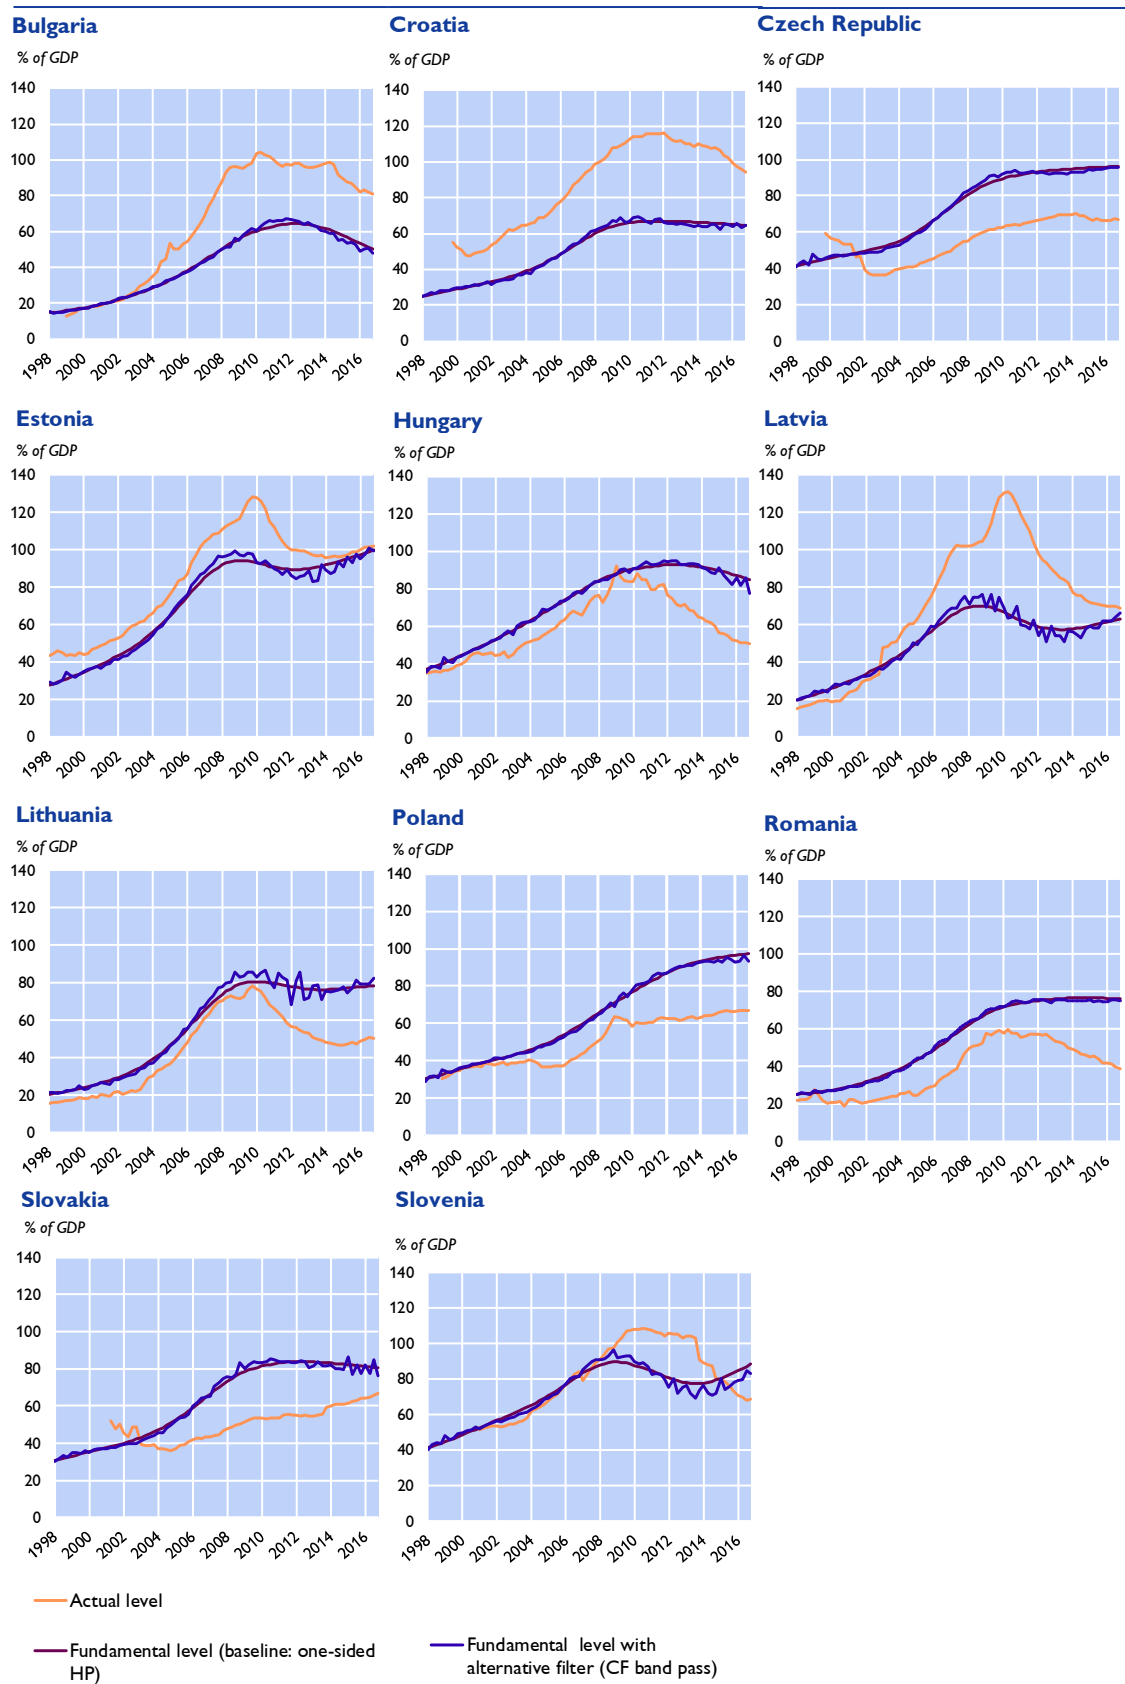 Bulgaria
% of GDP
140
120
100
80
60
40
20
0
1998 2000 2002 2004 2006 2008 2010 2012 2014 2016
Croatia
% of GDP
140
120
100
80
60
40
20
0
1998 2000 2002 2004 2006 2008 2010 2012 2014 2016
Czech Republic
% of GDP
140
120
100
80
60
40
20
0
1998 2000 2002 2004 2006 2008 2010 2012 2014 2016
Estonia
% of GDP
140
120
100
80
60
40
20
0
1998 2000 2002 2004 2006 2008 2010 2012 2014 2016
Hungary
% of GDP
140
120
100
80
60
40
20
0
1998 2000 2002 2004 2006 2008 2010 2012 2014 2016
Latvia
% of GDP
140
120
100
80
60
40
20
0
1998 2000 2002 2004 2006 2008 2010 2012 2014 2016
Lithuania
% of GDP
140
120
100
80
60
40
20
0
1998 2000 2002 2004 2006 2008 2010 2012 2014 2016
Poland
% of GDP
140
120
100
80
60
40
20
0
1998 2000 2002 2004 2006 2008 2010 2012 2014 2016
Romania
% of GDP
140
120
100
80
60
40
20
0
1998 2000 2002 2004 2006 2008 2010 2012 2014 2016
Slovakia
% of GDP
140
120
100
80
60
40
20
0
1998 2000 2002 2004 2006 2008 2010 2012 2014 2016
Slovenia
% of GDP
140
120
100
80
60
40
20
0
1998 2000 2002 2004 2006 2008 2010 2012 2014 2016
Actual level
Fundamental level (baseline: one-sided
HP)
Fundamental level with
alternative filter (CF band pass)